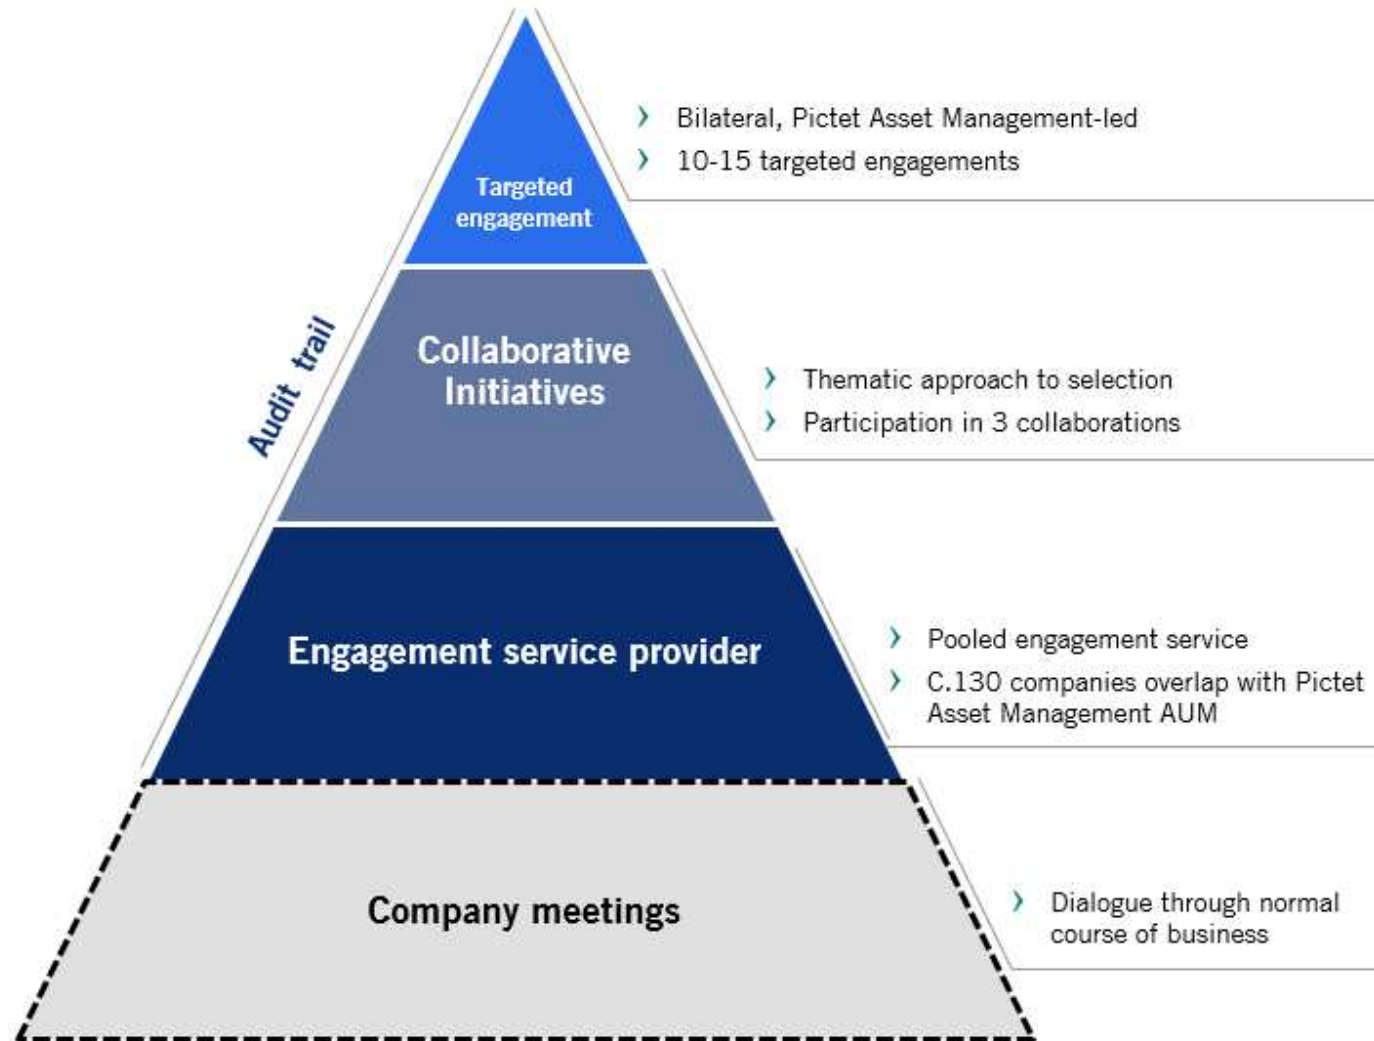 › Bilateral, Pictet Asset Management-led
› 10-15 targeted engagements
Targeted
engagement
Audit trail
Collaborative
Initiatives
› Thematic approach to selection
› Participation in 3 collaborations
Engagement service provider
› Pooled engagement service
› C.130 companies overlap with Pictet
Asset Management AUM
Company meetings
› Dialogue through normal
course of business